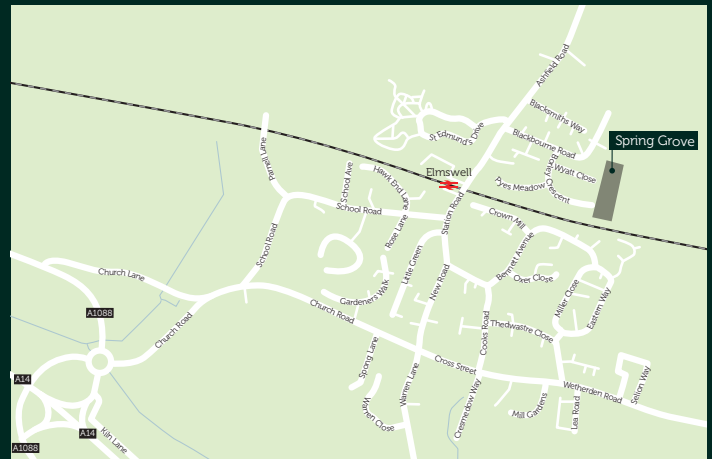 Ashfield Road
Blacksmiths Way
St Edmund's Drive
Blackbourne Road
Spring Grove
Parnell Lane
School Ave
Hawk End Lane
Elmswell
Wyatt Close
Pyes Meadow
Borley Crescent
School Road
Rose Lane
Station Road
Crown Mill
School Road
Little Green
Bennett Avenue
Church Lane
New Road
Oxer Close
Gardeners Walk
Miller Close
Eastern Way
A1088
Church Road
Church Road
Cooks Road
Thedwastre Close
Spong Lane
Cross Street
A14
Warren Lane
Wetherden Road
Selion Way
Cresmedow Way
Warren Close
Mill Gardens
Lea Road
A14
Kiln Lane
A1088